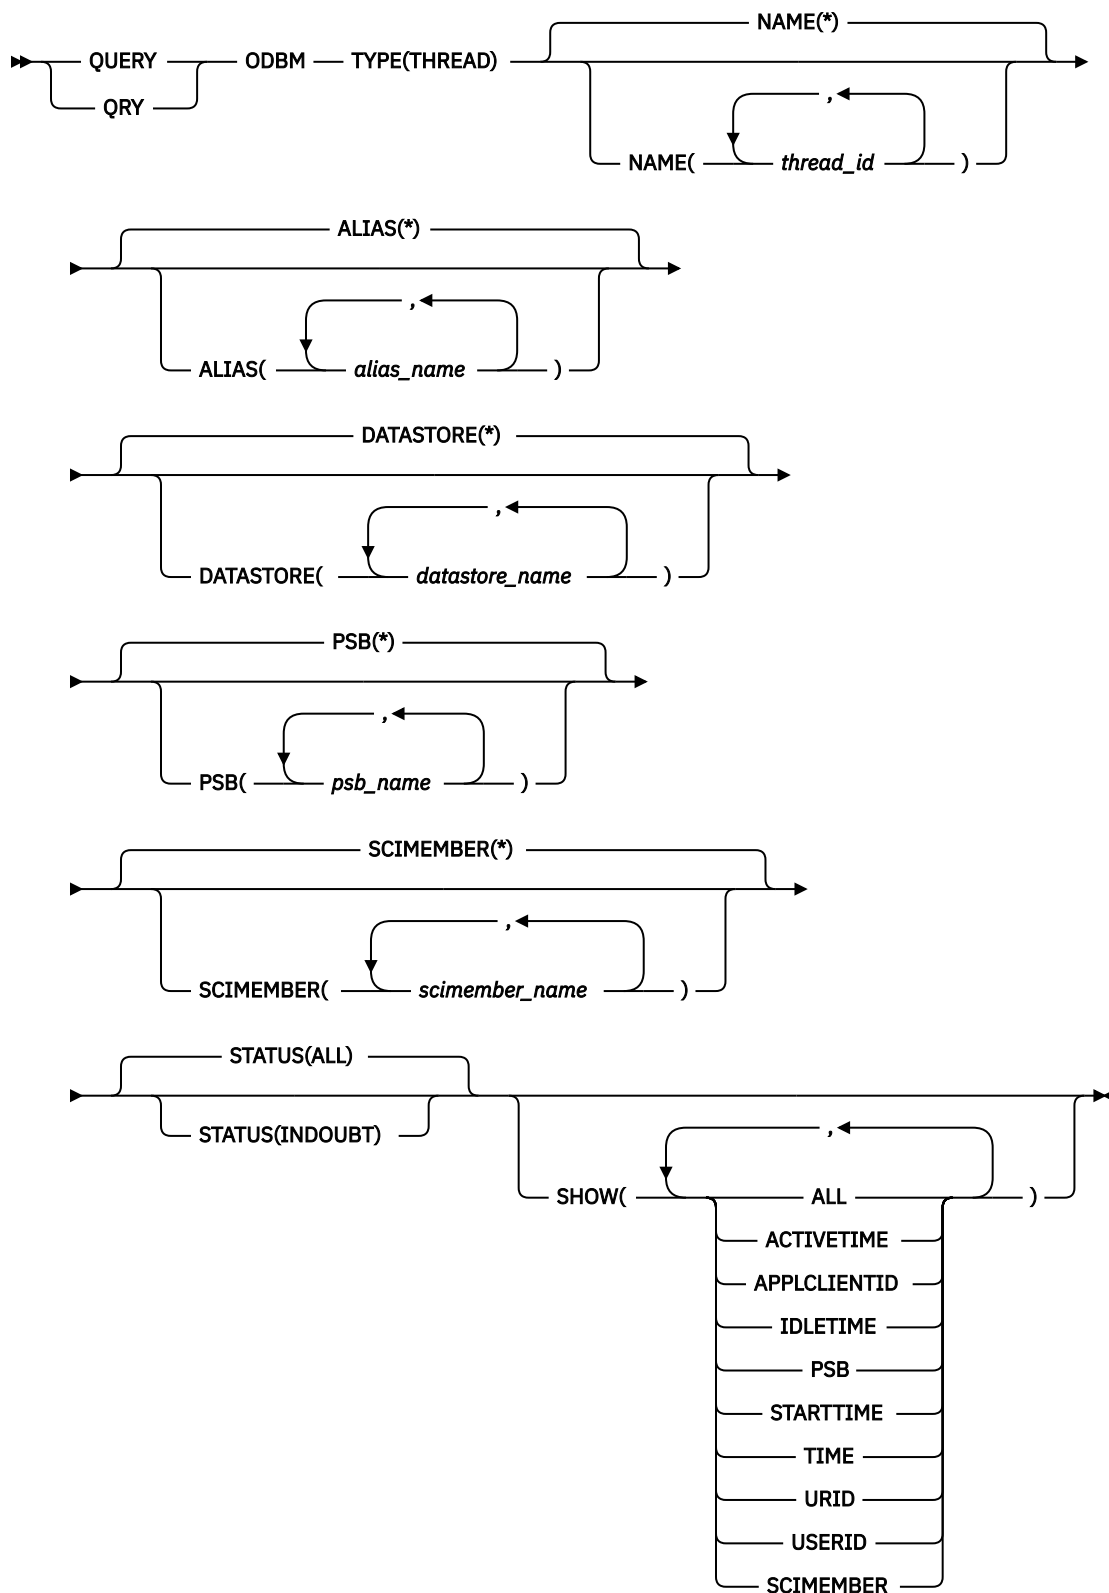 NAME(*)
QUERY ODBM TYPE(THREAD)
QRY
,
NAME( thread_id )
ALIAS(*)
,
ALIAS( alias_name )
DATASTORE(*)
,
DATASTORE( datastore_name )
PSB(*)
,
PSB( psb_name )
SCIMEMBER(*)
,
SCIMEMBER( scimember_name )
STATUS(ALL)
STATUS(INDOUBT)
,
SHOW( ALL )
ACTIVETIME
APPLCLIENTID
IDLETIME
PSB
STARTTIME
TIME
URID
USERID
SCIMEMBER